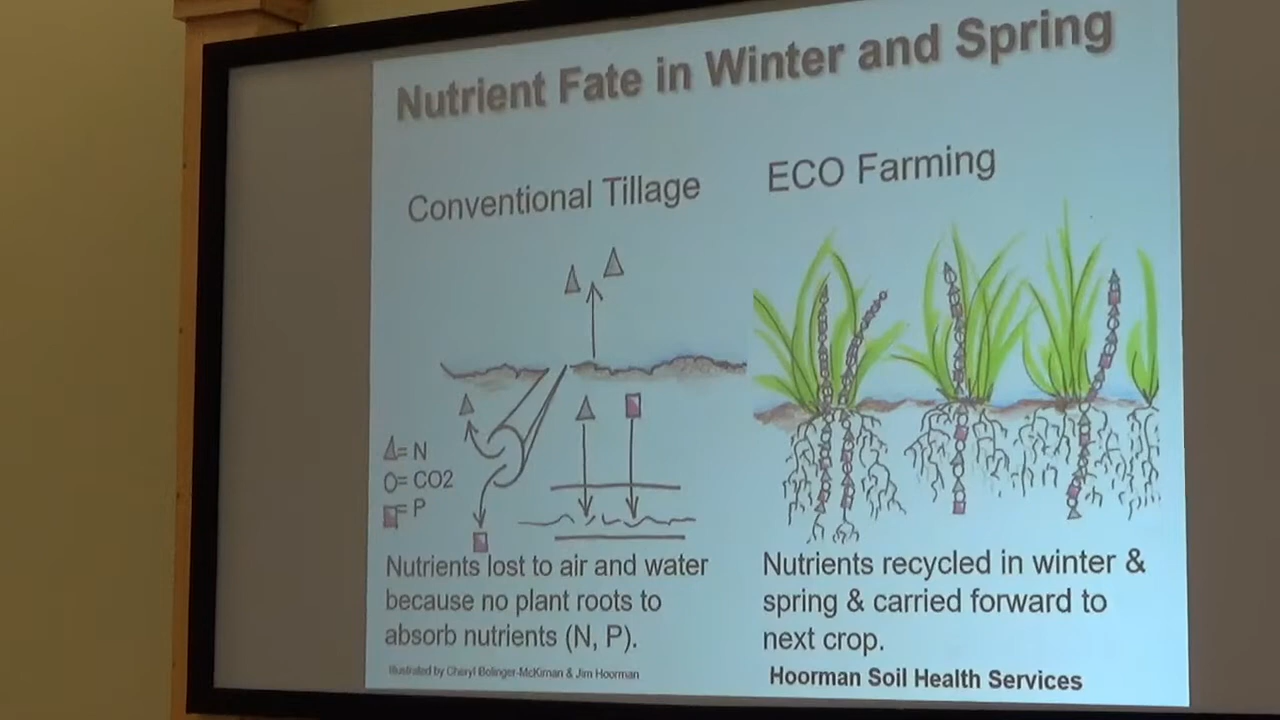 Nutrient Fate in Winter and Spring
Conventional Tillage
ECO Farming
Δ= N
O= CO2
= P
Nutrients lost to air and water
because no plant roots to
absorb nutrients (N, P).
Nutrients recycled in winter &
spring & carried forward to
next crop.
Illustrated by Cheryl Bolinger-McKirnan & Jim Hoorman
Hoorman Soil Health Services